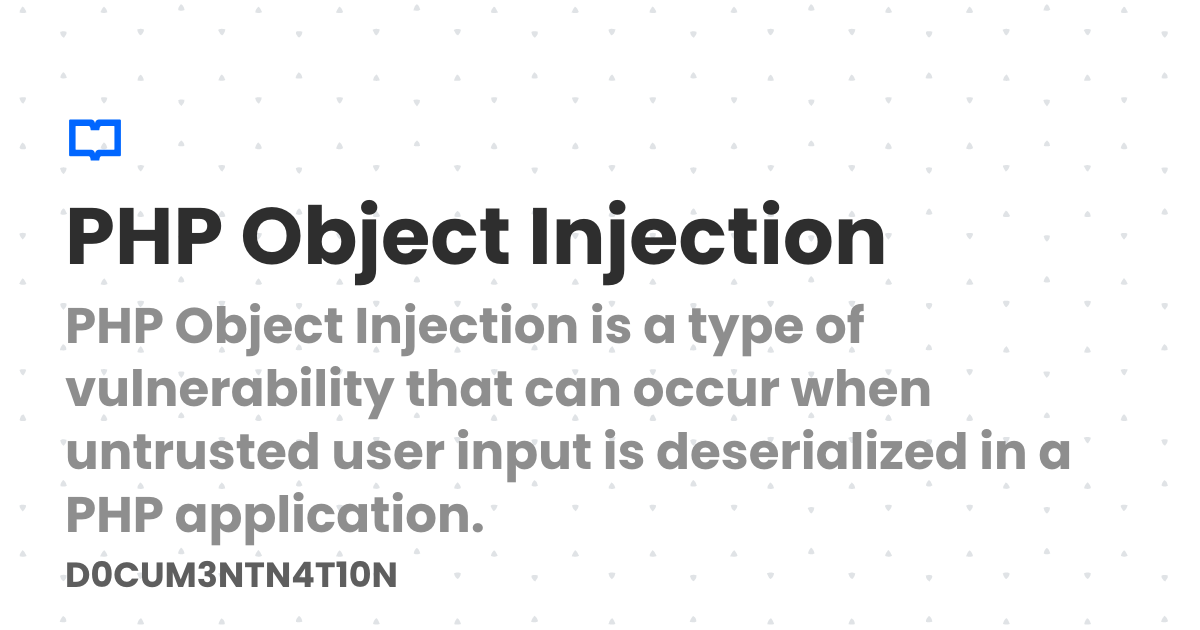 PHP Object Injection
PHP Object Injection is a type of
vulnerability that can occur when
untrusted user input is deserialized in a
PHP application.
D0CUM3NTN4T10N